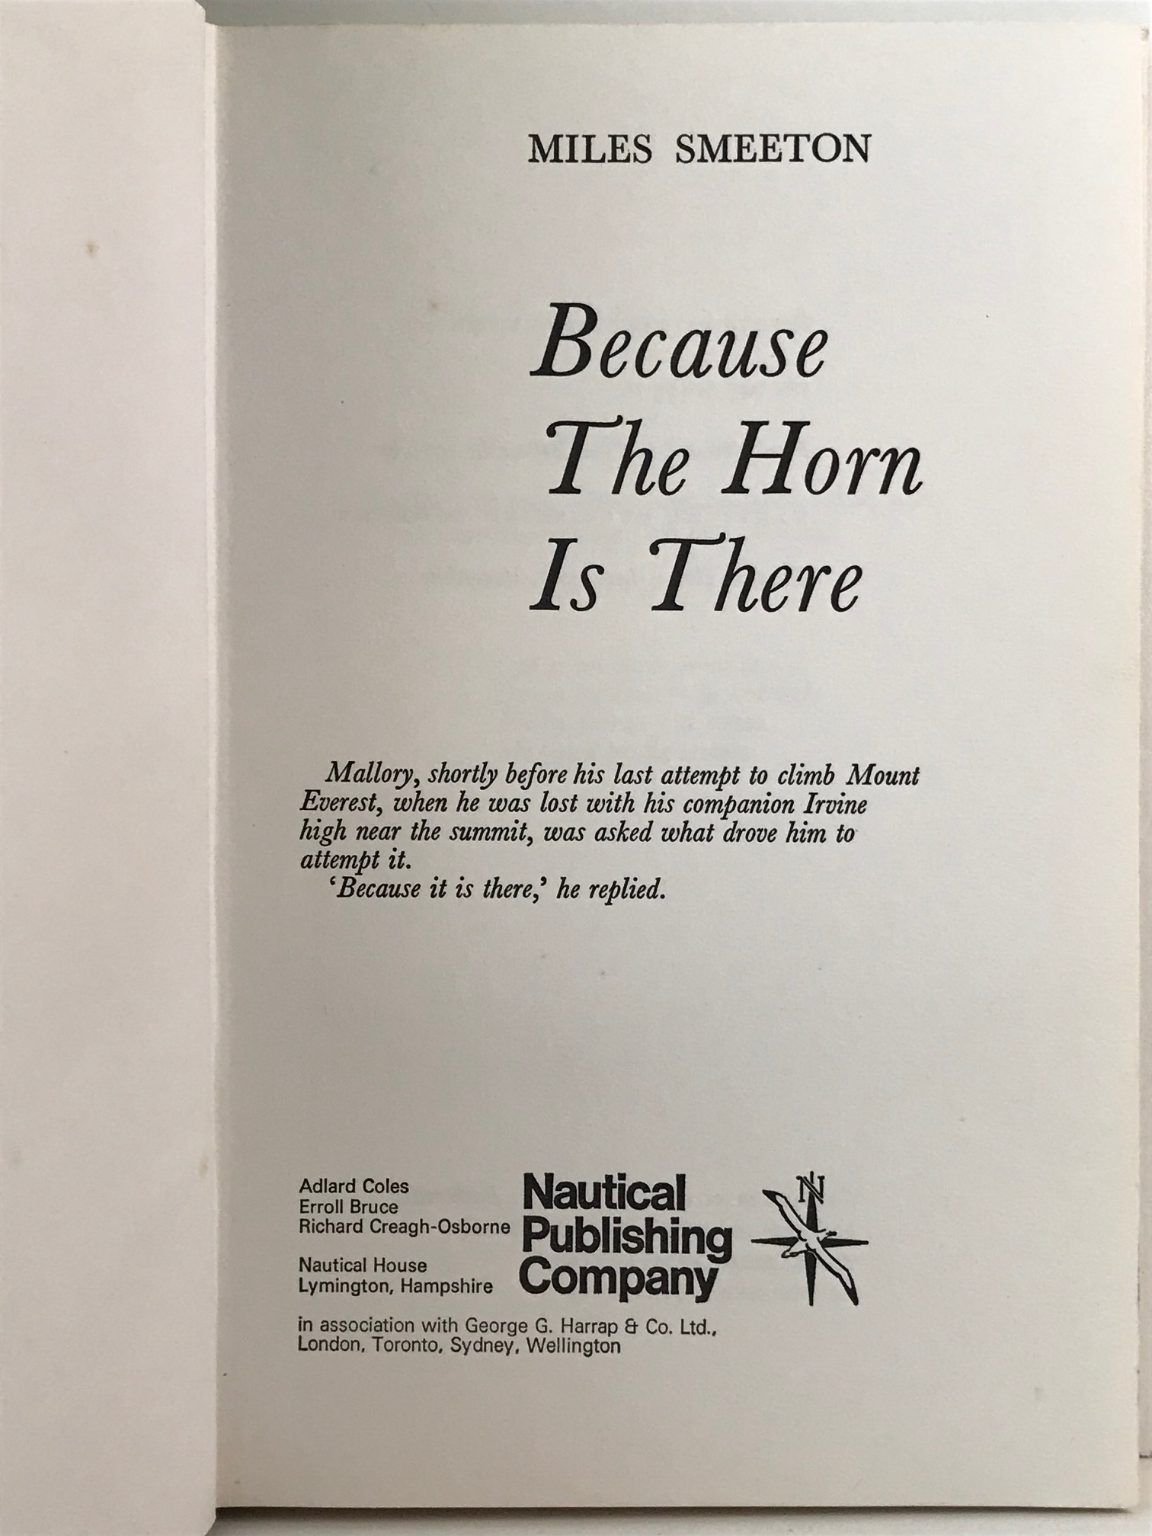 MILES SMEETON
Because
The Horn
Is There
Mallory, shortly before his last attempt to climb Mount
Everest, when he was lost with his companion Irvine
high near the summit, was asked what drove him to
attempt it.
‘Because it is there,’ he replied.
Adlard Coles
Erroll Bruce
Richard Creagh-Osborne
Nautical House
Lymington, Hampshire
Nautical
Publishing
Company
N
in association with George G. Harrap & Co. Ltd.,
London, Toronto, Sydney, Wellington